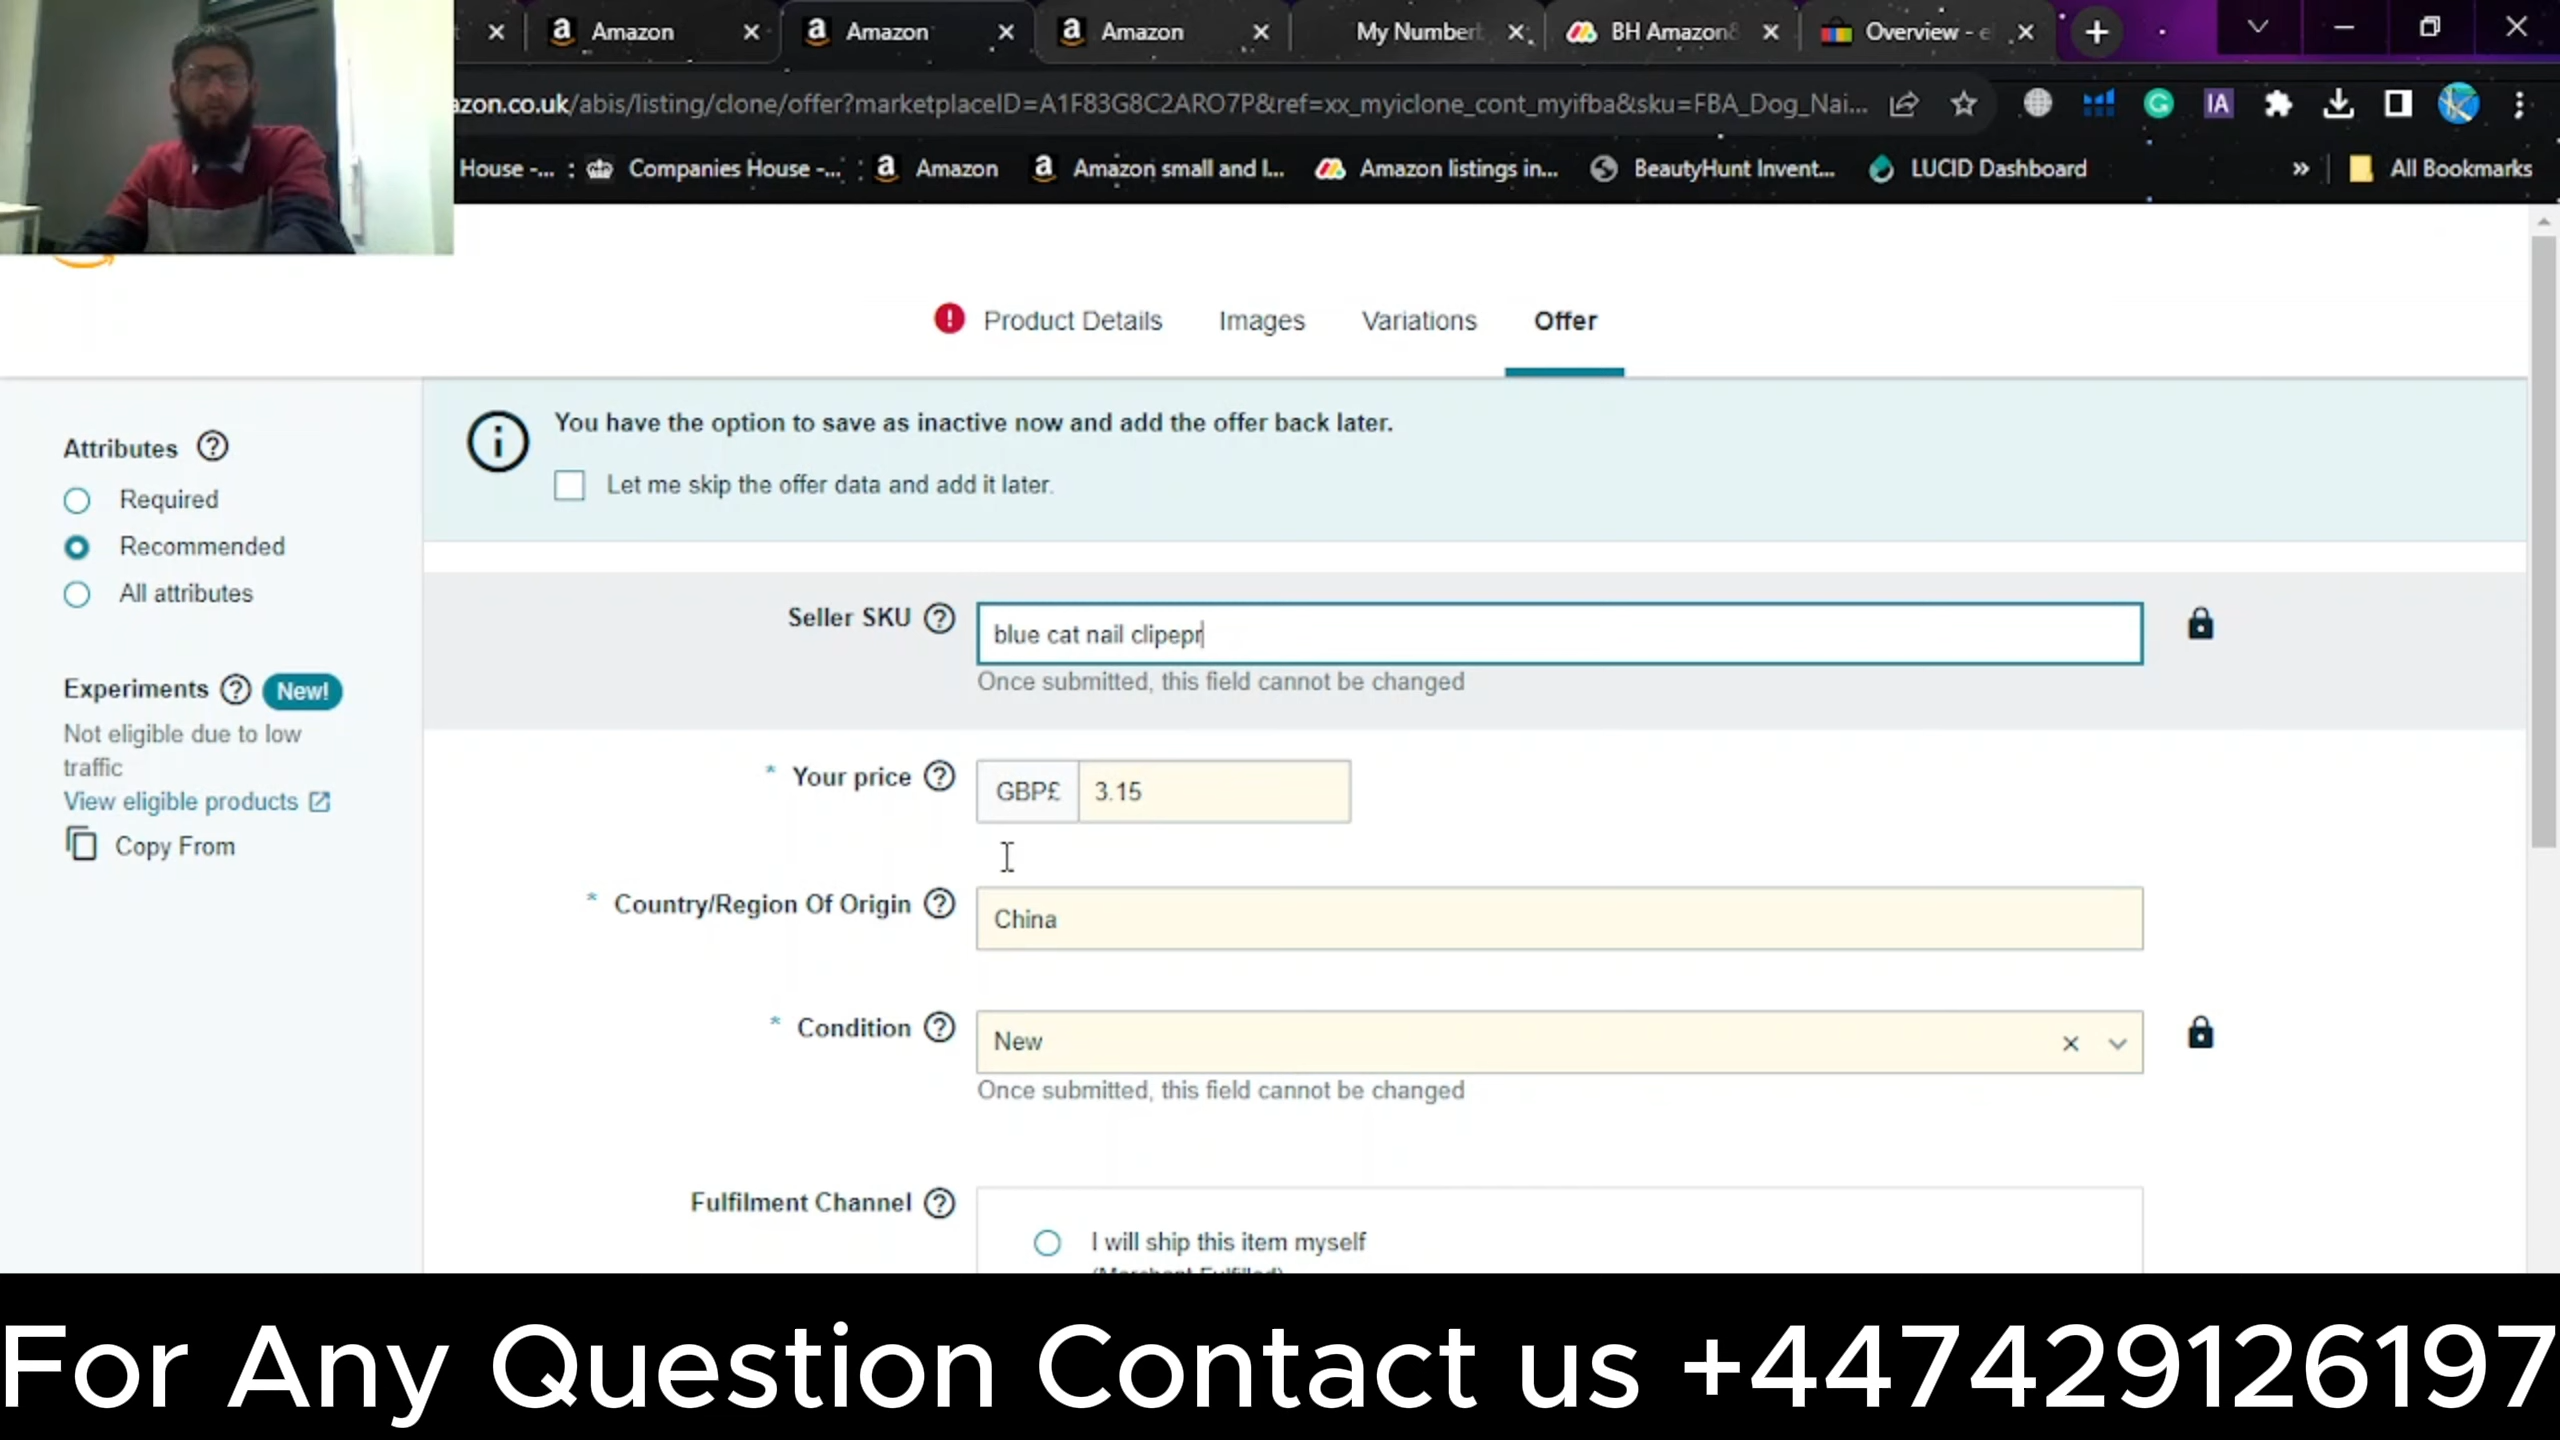 Amazon
Amazon
Amazon
My Number
BH Amazon&
Overview - e
azon.co.uk/abis/listing/clone/offer?marketplaceID=A1F83G8C2ARO7P&ref=xx_myiclone_cont_myifba&sku=FBA_Dog_Nai...
House -...
Companies House -...
Amazon
Amazon small and l...
Amazon listings in...
BeautyHunt Invent...
LUCID Dashboard
All Bookmarks
Product Details
Images
Variations
Offer
Attributes
Required
Recommended
All attributes
Experiments New!
Not eligible due to low
traffic
View eligible products
Copy From
You have the option to save as inactive now and add the offer back later.
Let me skip the offer data and add it later.
Seller SKU
blue cat nail clipepr
Once submitted, this field cannot be changed
* Your price
GBP£ 3.15
* Country/Region Of Origin
China
* Condition
New
Once submitted, this field cannot be changed
Fulfilment Channel
I will ship this item myself
(Merchant Fulfilled)
For Any Question Contact us +447429126197